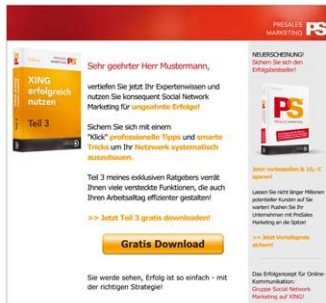 PRESALES
MARKETING PS
XING
erfolgreich
nutzen
Teil 3
Sehr geehrter Herr Mustermann,
vertiefen Sie jetzt Ihr Expertenwissen und
nutzen Sie konsequent Social Network
Marketing für ungeahnte Erfolge!
Sichern Sie sich mit einem
"Klick" professionelle Tipps und smarte
Tricks um Ihr Netzwerk systematisch
auszubauen.
Teil 3 meines exklusiven Ratgebers verrät
Ihnen viele versteckte Funktionen, die auch
Ihren Arbeitsalltag effizienter gestalten!
>> Jetzt Teil 3 gratis downloaden!
Gratis Download
Sie werde sehen, Erfolg ist so einfach - mit
der richtigen Strategie!
NEUERSCHEINUNG!
Sichern Sie sich den
Erfolgsbestseller!
PS
Jetzt vorbestellen & 10,- €
sparen!
Lassen Sie nicht länger Millionen
potenteller Kunden auf Sie
warten! Pushen Sie Ihr
Unternehmen mit PreSales
Marketing an die Spitze!
>> Jetzt Vorteilspreis
sichern!
Das Erfolgsrezept für Online-
Kommunikation:
Gruppe Social Network
Marketing auf XING!